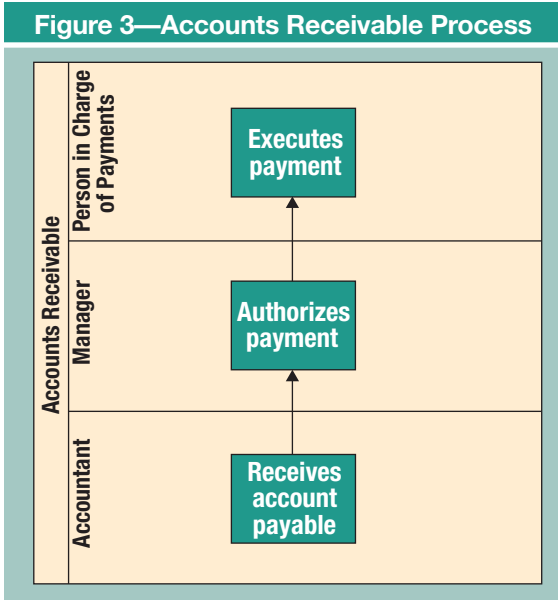 Figure 3—Accounts Receivable Process
Accounts Receivable
Person in Charge
of Payments
Executes
payment
Manager
Authorizes
payment
Accountant
Receives
account
payable